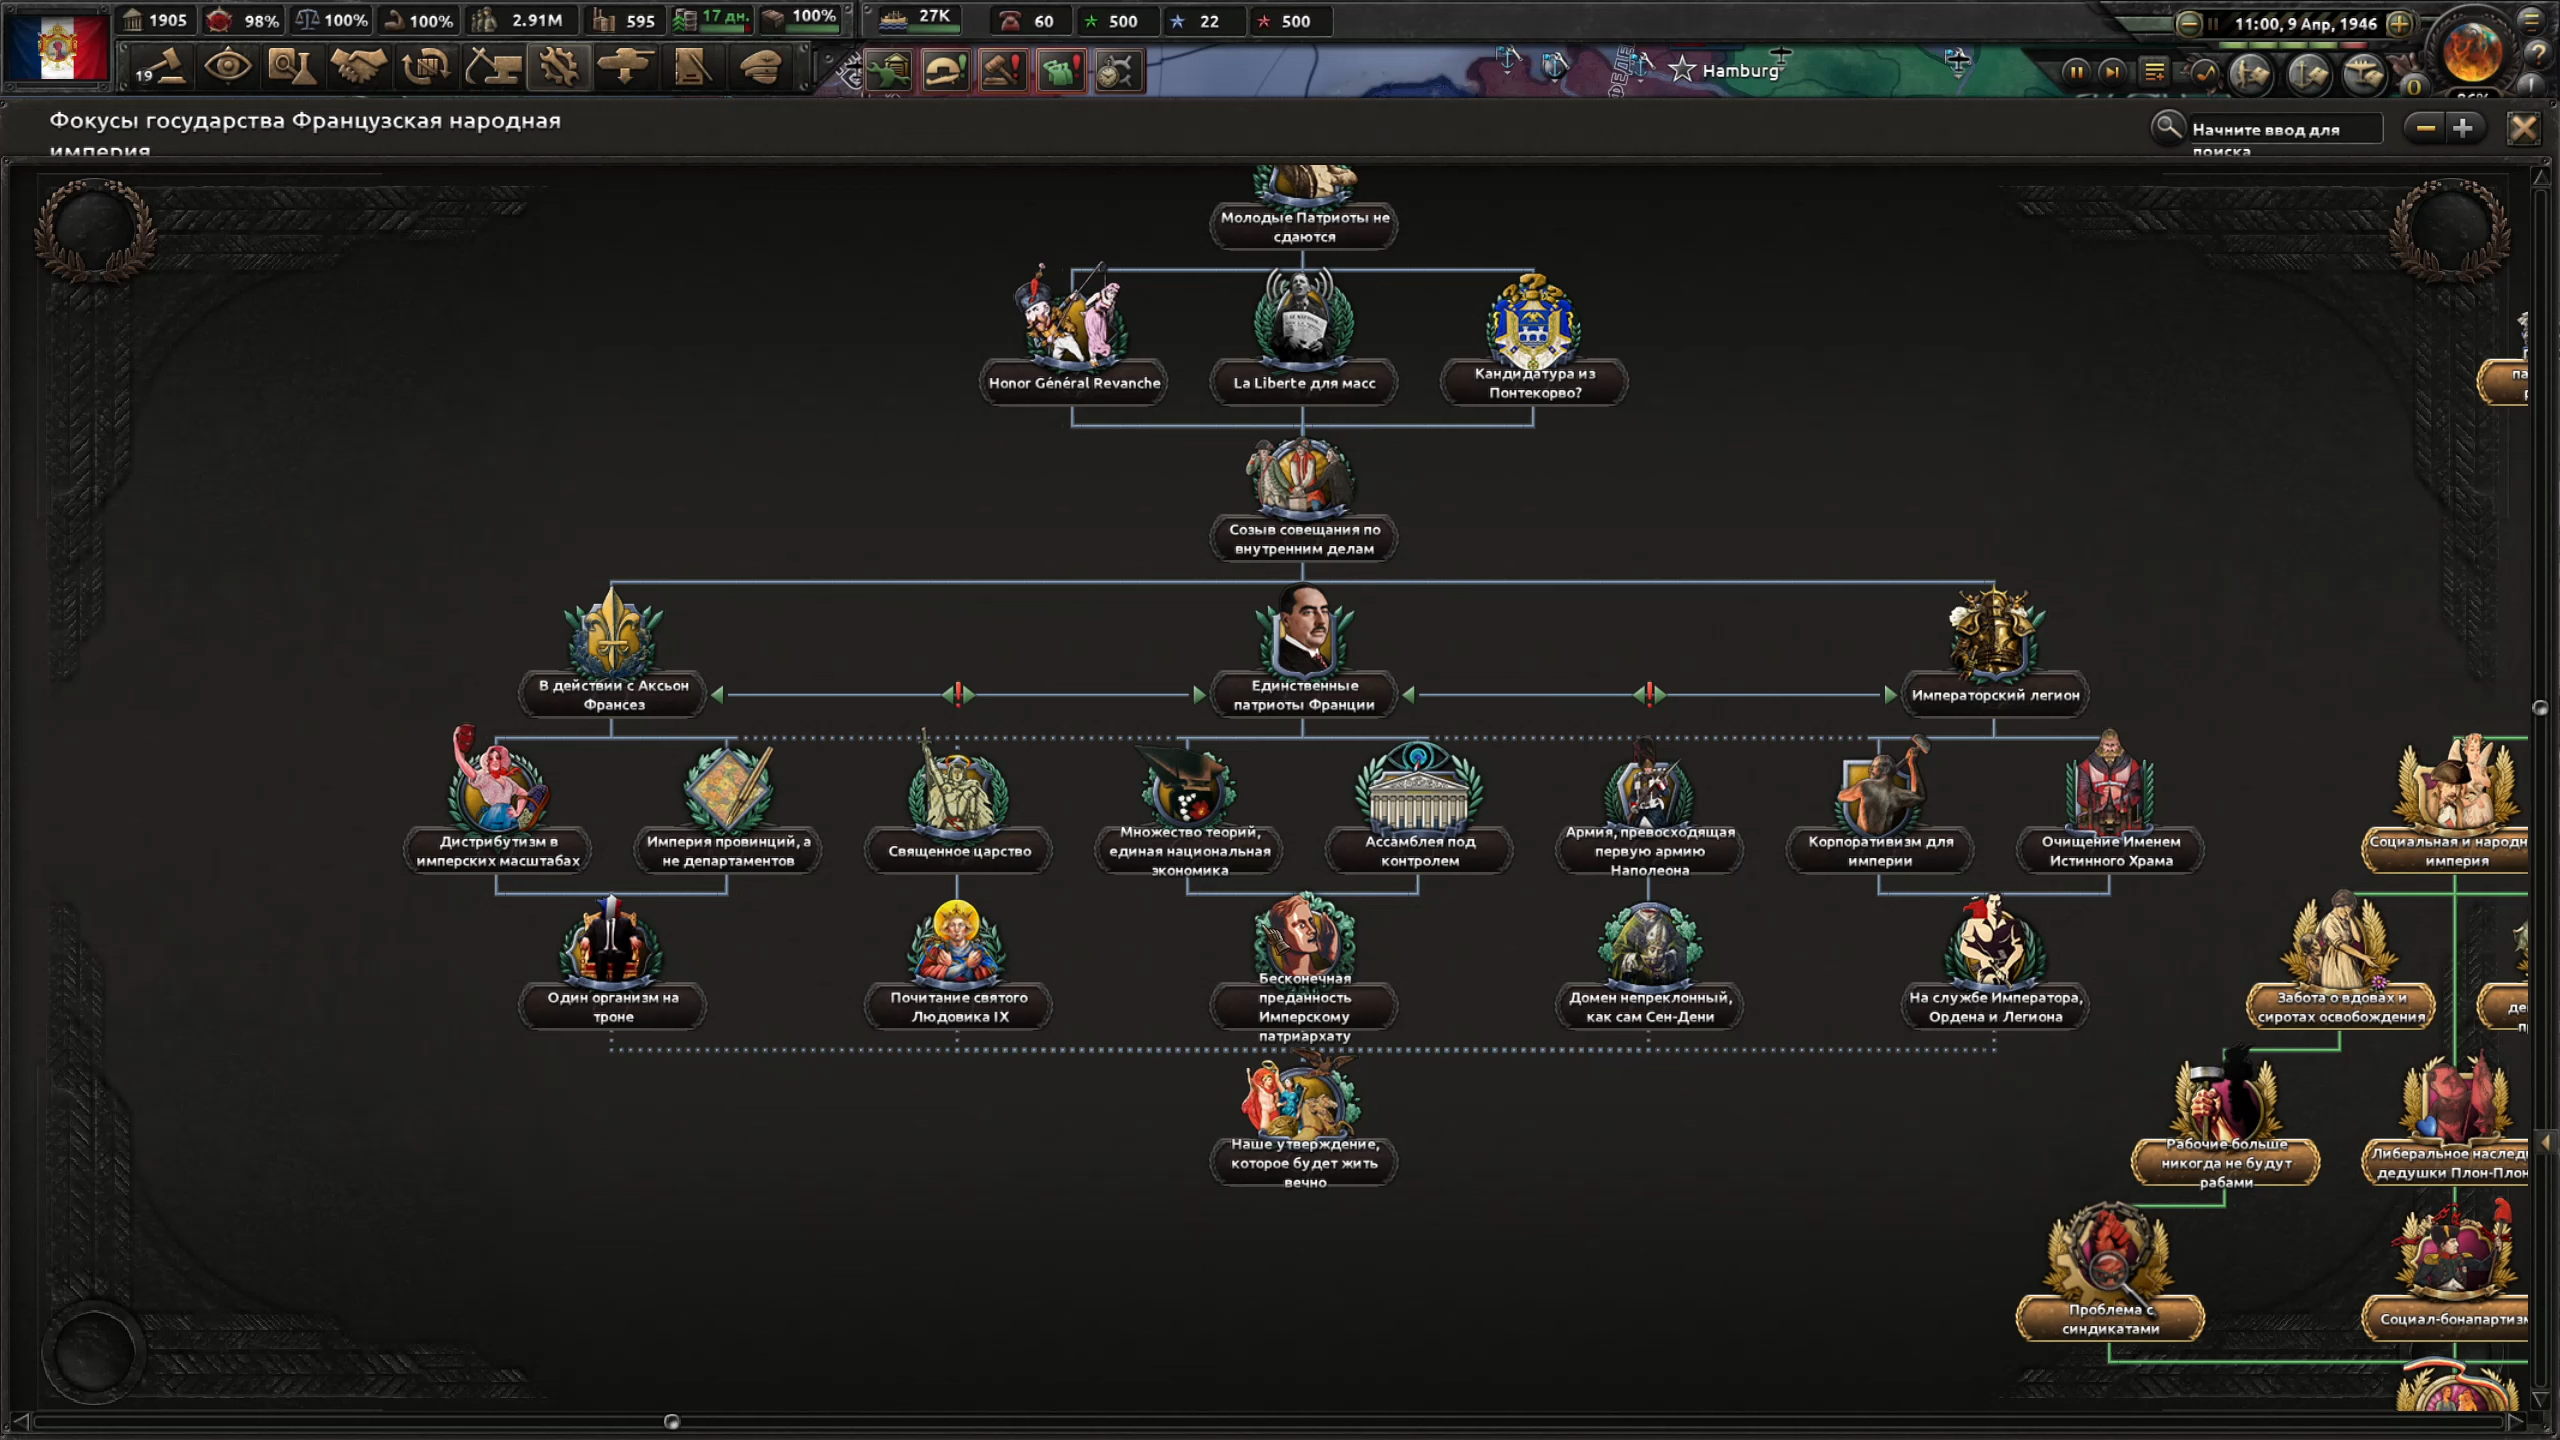 1905
98%
100%
100%
2.91M
595
17 дн.
100%
27K
60
500
22
500
11:00, 9 Апр, 1946
19
Hamburg
0
Фокусы государства Французская народная
империя
Начните ввод для
поиска
Молодые Патриоты не
сдаются
Honor Général Revanche
La Liberte для масс
Кандидатура из
Понтекорво?
Созыв совещания по
внутренним делам
В действии с Аксьон
Франсез
Единственные
патриоты Франции
Императорский легион
Дистрибутизм в
имперских масштабах
Империя провинций, а
не департаментов
Священное царство
Множество теорий,
единая национальная
экономика
Ассамблея под
контролем
Армия, превосходящая
первую армию
Наполеона
Корпоративизм для
империи
Очищение Именем
Истинного Храма
Социальная и народн
империя
Один организм на
троне
Почитание святого
Людовика IX
Бесконечная
преданность
Имперскому
патриархату
Домен непреклонный,
как сам Сен-Дени
На службе Императора,
Ордена и Легиона
Забота о вдовах и
сиротах освобождения
Наше утверждение,
которое будет жить
вечно
Рабочие больше
никогда не будут
рабами
Либеральное наслед
дедушки Плон-Плон
Проблема с
синдикатами
Социал-бонапартизм